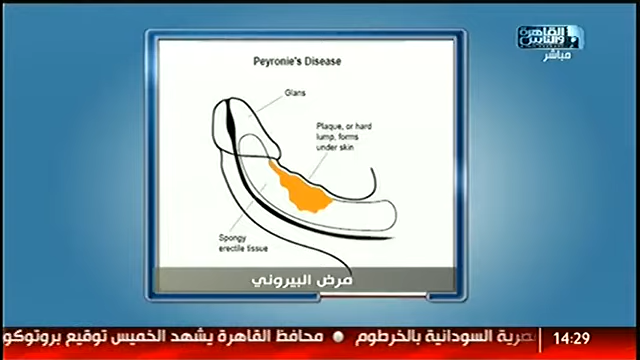 القاهرة
والناس
مباشر
Peyronie's Disease
Glans
Plaque, or hard
lump, forms
under skin
Spongy
erectile tissue
مرض البيروني
صرية السودانية بالخرطوم • محافظ القاهرة يشهد الخميس توقيع بروتوكو
14:29